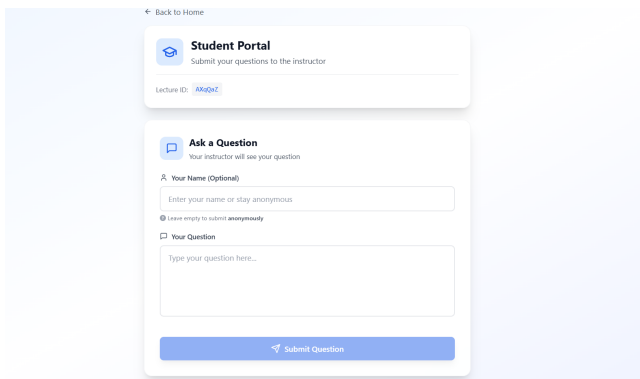 Back to Home
Student Portal
Submit your questions to the instructor
Lecture ID: AXqQaZ
Ask a Question
Your instructor will see your question
Your Name (Optional)
Enter your name or stay anonymous
Leave empty to submit anonymously
Your Question
Type your question here...
Submit Question